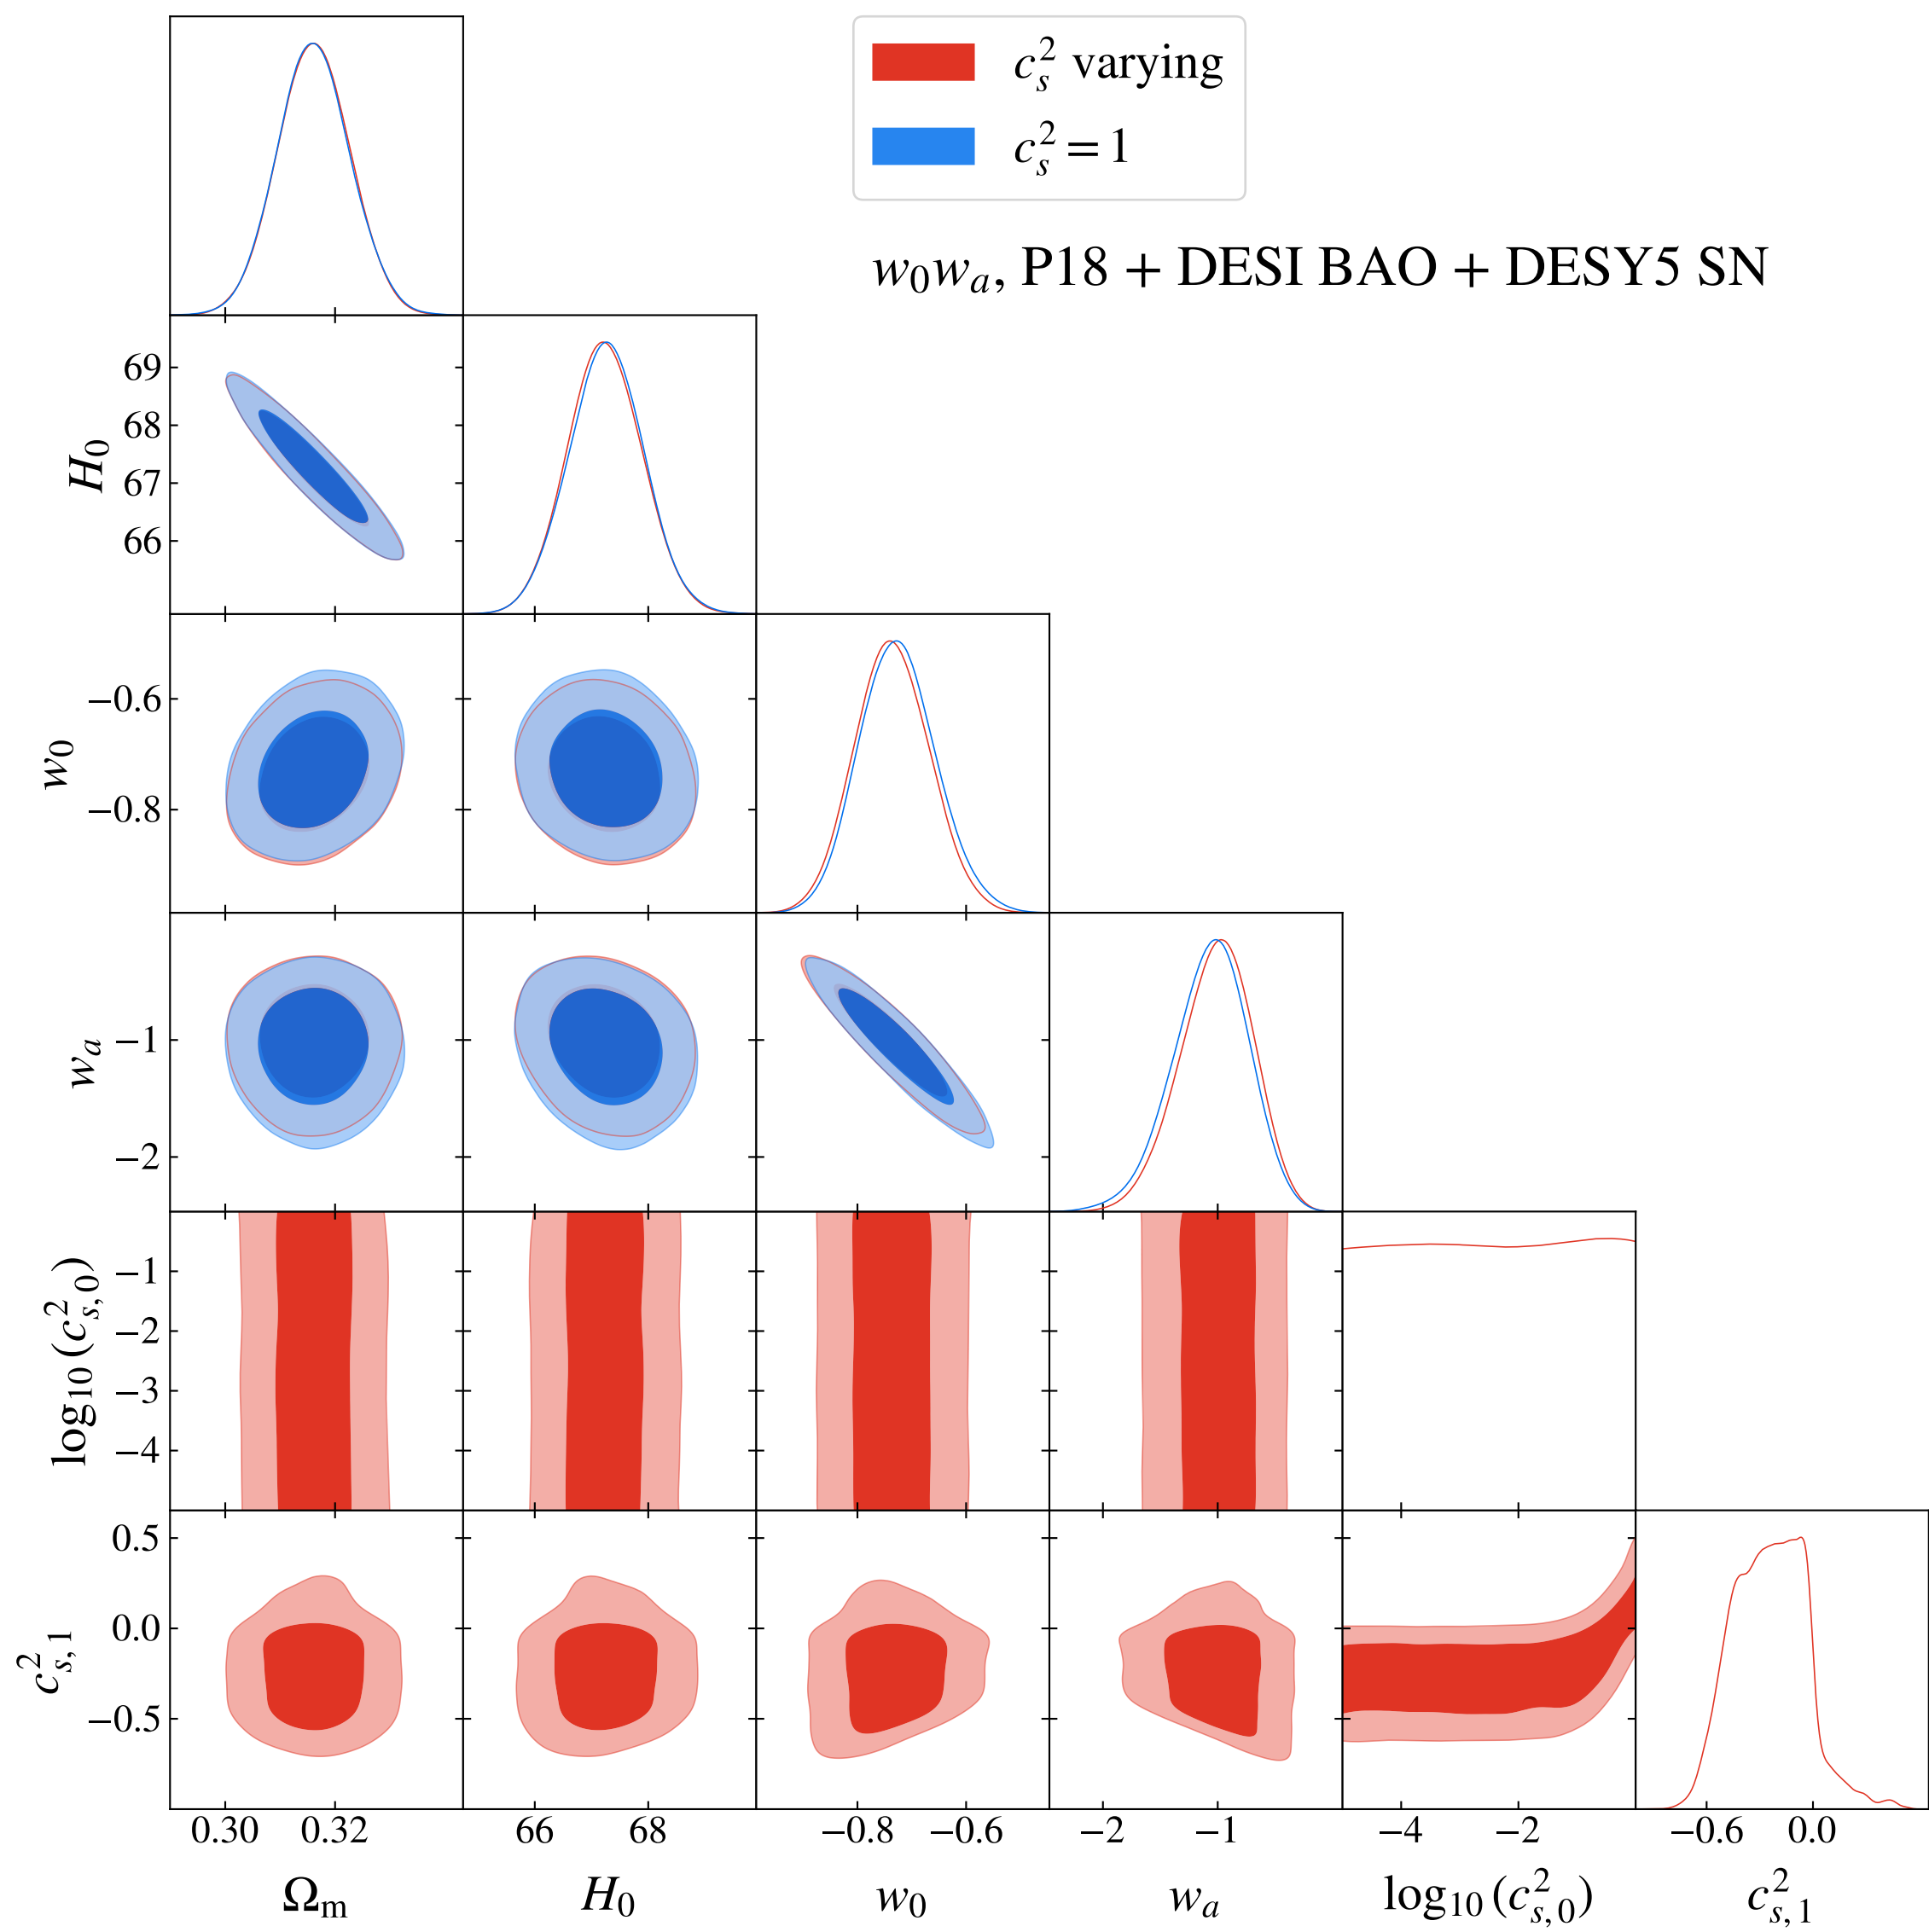 c_s^2 varying
c_s^2 = 1
w_0w_a, P18 + DESI BAO + DESY5 SN
69
68
67
66
H_0
−0.6
−0.8
w_0
−1
−2
w_a
−1
−2
−3
−4
log_10(c_{s,0}^2)
0.5
0.0
−0.5
c_{s,1}^2
0.30 0.32 66 68 −0.8 −0.6 −2 −1 −4 −2 −0.6 0.0
Ω_m H_0 w_0 w_a log_10(c_{s,0}^2) c_{s,1}^2